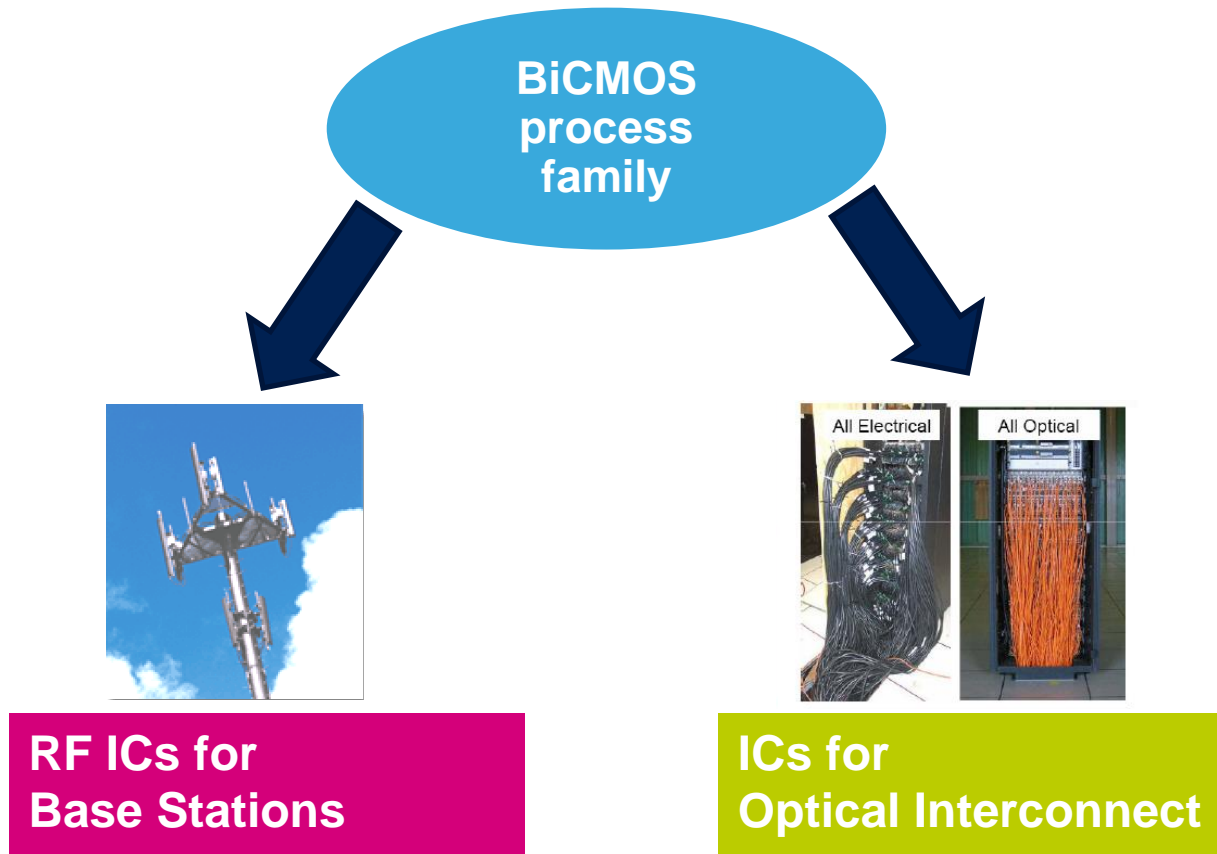 BiCMOS
process
family
All Electrical
All Optical
RF ICs for
Base Stations
ICs for
Optical Interconnect